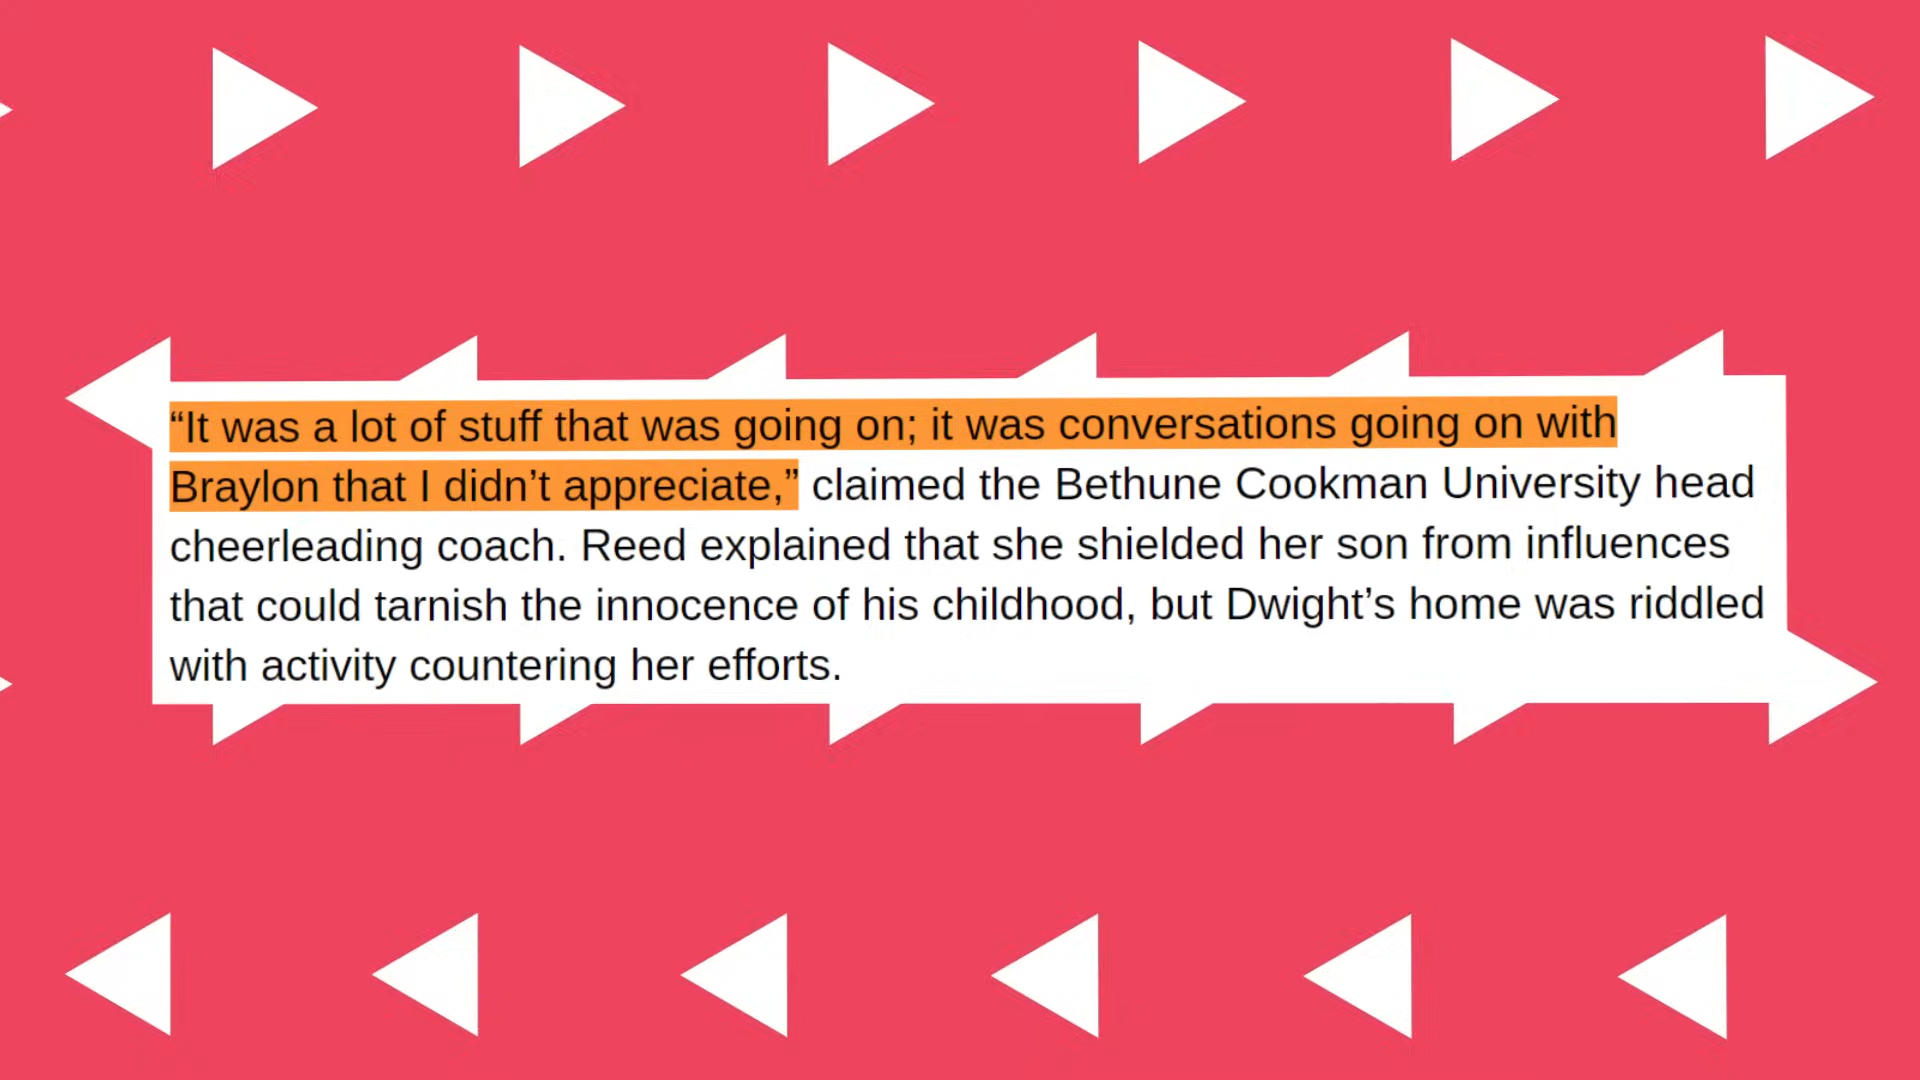 “It was a lot of stuff that was going on; it was conversations going on with
Braylon that I didn’t appreciate,” claimed the Bethune Cookman University head
cheerleading coach. Reed explained that she shielded her son from influences
that could tarnish the innocence of his childhood, but Dwight’s home was riddled
with activity countering her efforts.